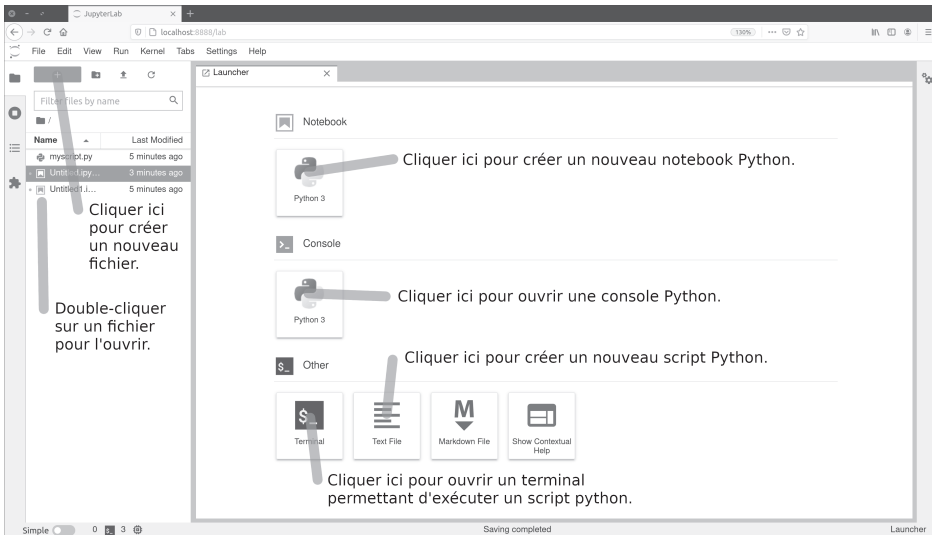 JupyterLab
localhost:8888/lab
130%
File Edit View Run Kernel Tabs Settings Help
Launcher
Filter files by name
/
Name Last Modified
myscript.py 5 minutes ago
Untitled.ipy... 3 minutes ago
Untitled1.i... 5 minutes ago
Cliquer ici
pour créer
un nouveau
fichier.
Double-cliquer
sur un fichier
pour l'ouvrir.
Notebook
Python 3
Cliquer ici pour créer un nouveau notebook Python.
Console
Python 3
Cliquer ici pour ouvrir une console Python.
$_ Other
Cliquer ici pour créer un nouveau script Python.
$_
Terminal
Text File
M
Markdown File
Show Contextual
Help
Cliquer ici pour ouvrir un terminal
permettant d'exécuter un script python.
Simple 0 $_ 3 Saving completed Launcher